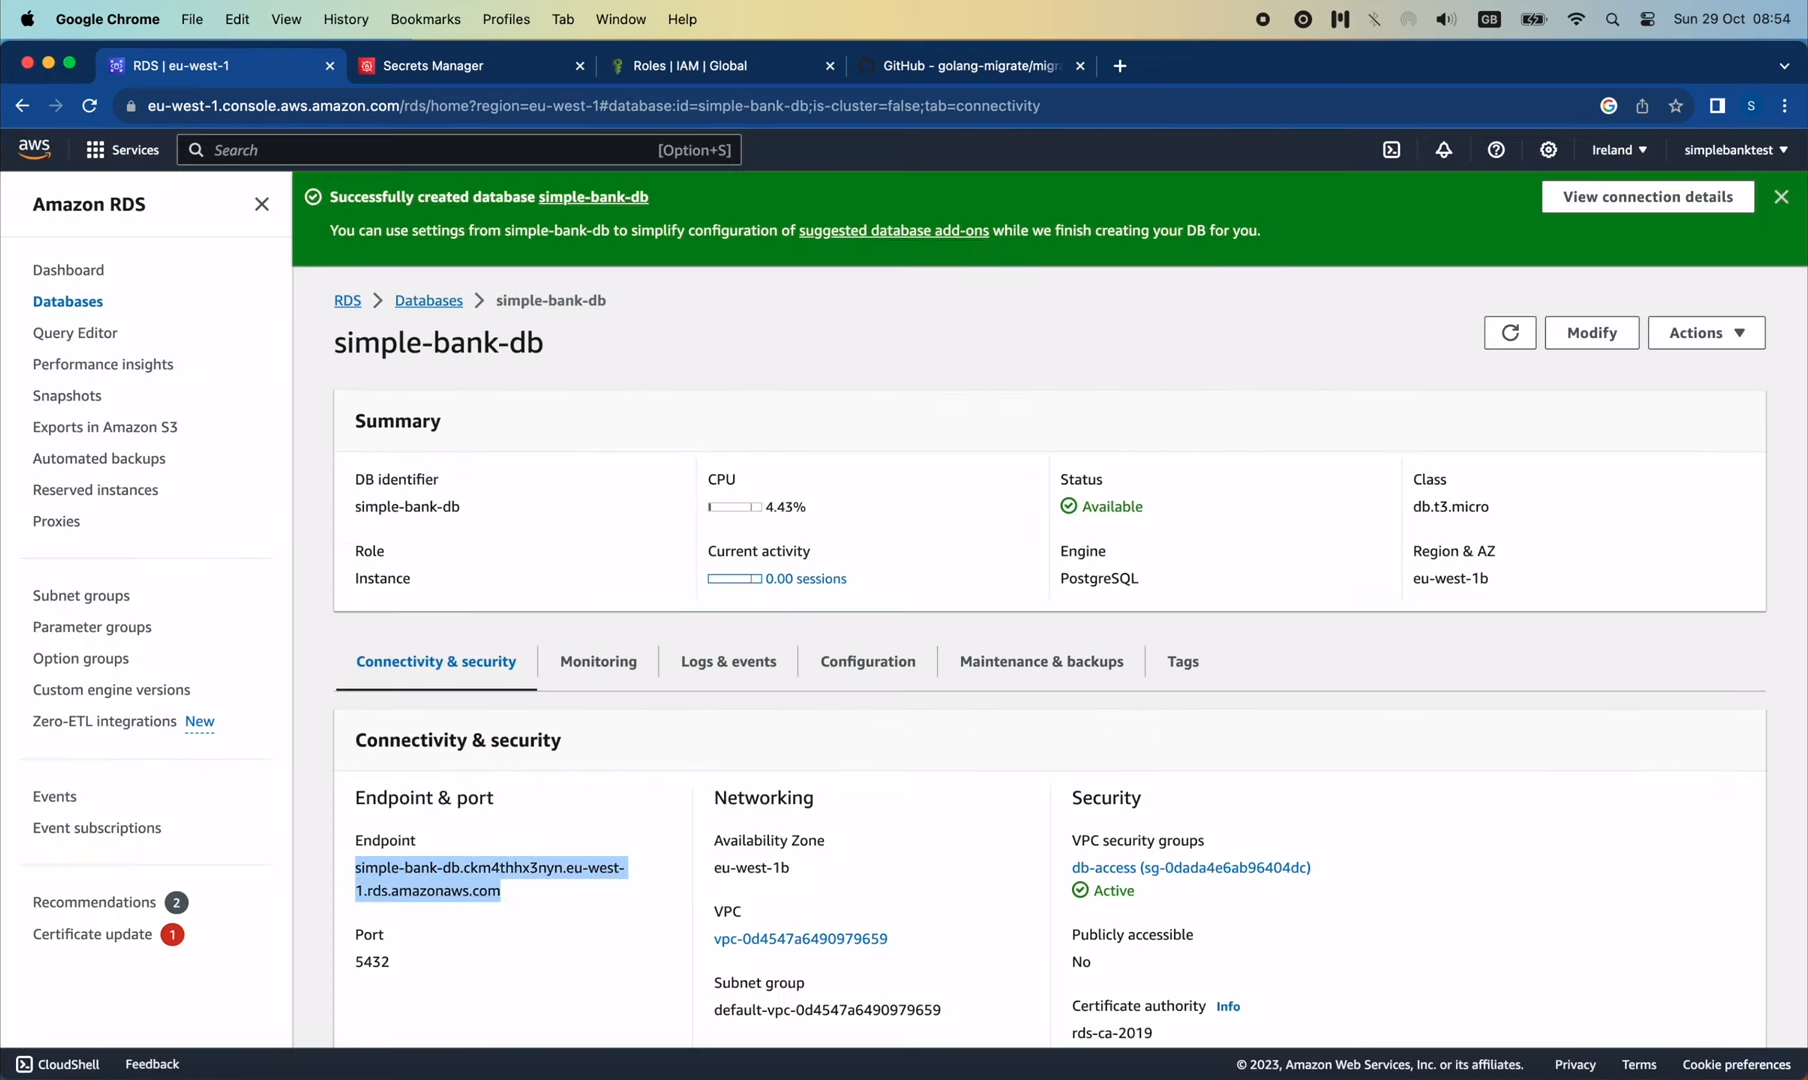 Google Chrome File Edit View History Bookmarks Profiles Tab Window Help GB Sun 29 Oct 08:54
RDS | eu-west-1 Secrets Manager Roles | IAM | Global GitHub - golang-migrate/migr
eu-west-1.console.aws.amazon.com/rds/home?region=eu-west-1#database:id=simple-bank-db;is-cluster=false;tab=connectivity S
aws Services Search [Option+S] Ireland simplebanktest
Amazon RDS
Dashboard
Databases
Query Editor
Performance insights
Snapshots
Exports in Amazon S3
Automated backups
Reserved instances
Proxies
Subnet groups
Parameter groups
Option groups
Custom engine versions
Zero-ETL integrations New
Events
Event subscriptions
Recommendations 2
Certificate update 1
Successfully created database simple-bank-db
View connection details
You can use settings from simple-bank-db to simplify configuration of suggested database add-ons while we finish creating your DB for you.
RDS Databases simple-bank-db
simple-bank-db
Modify Actions
Summary
DB identifier
simple-bank-db
CPU
4.43%
Status
Available
Class
db.t3.micro
Role
Instance
Current activity
0.00 sessions
Engine
PostgreSQL
Region & AZ
eu-west-1b
Connectivity & security Monitoring Logs & events Configuration Maintenance & backups Tags
Connectivity & security
Endpoint & port
Endpoint
simple-bank-db.ckm4thhx3nyn.eu-west-
1.rds.amazonaws.com
Port
5432
Networking
Availability Zone
eu-west-1b
VPC
vpc-0d4547a6490979659
Subnet group
default-vpc-0d4547a6490979659
Security
VPC security groups
db-access (sg-0dada4e6ab96404dc)
Active
Publicly accessible
No
Certificate authority Info
rds-ca-2019
CloudShell Feedback © 2023, Amazon Web Services, Inc. or its affiliates. Privacy Terms Cookie preferences